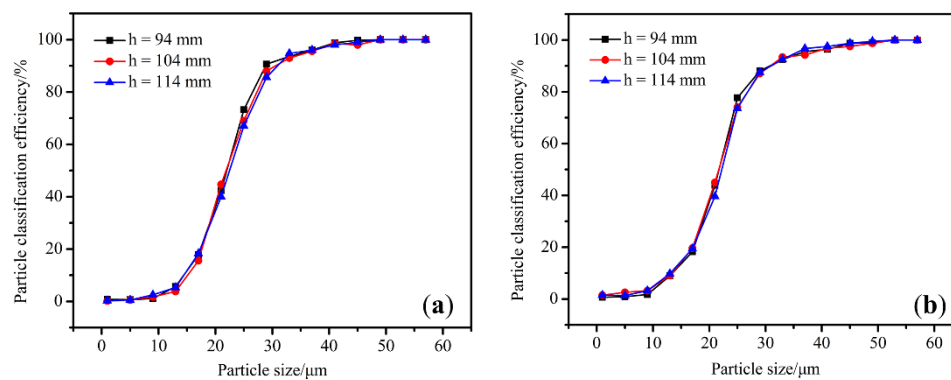 100
80
60
40
20
0
0
10
20
30
40
50
60
Particle classification efficiency/%
Particle size/μm
h = 94 mm
h = 104 mm
h = 114 mm
(a)
100
80
60
40
20
0
0
10
20
30
40
50
60
Particle classification efficiency/%
Particle size/μm
h = 94 mm
h = 104 mm
h = 114 mm
(b)